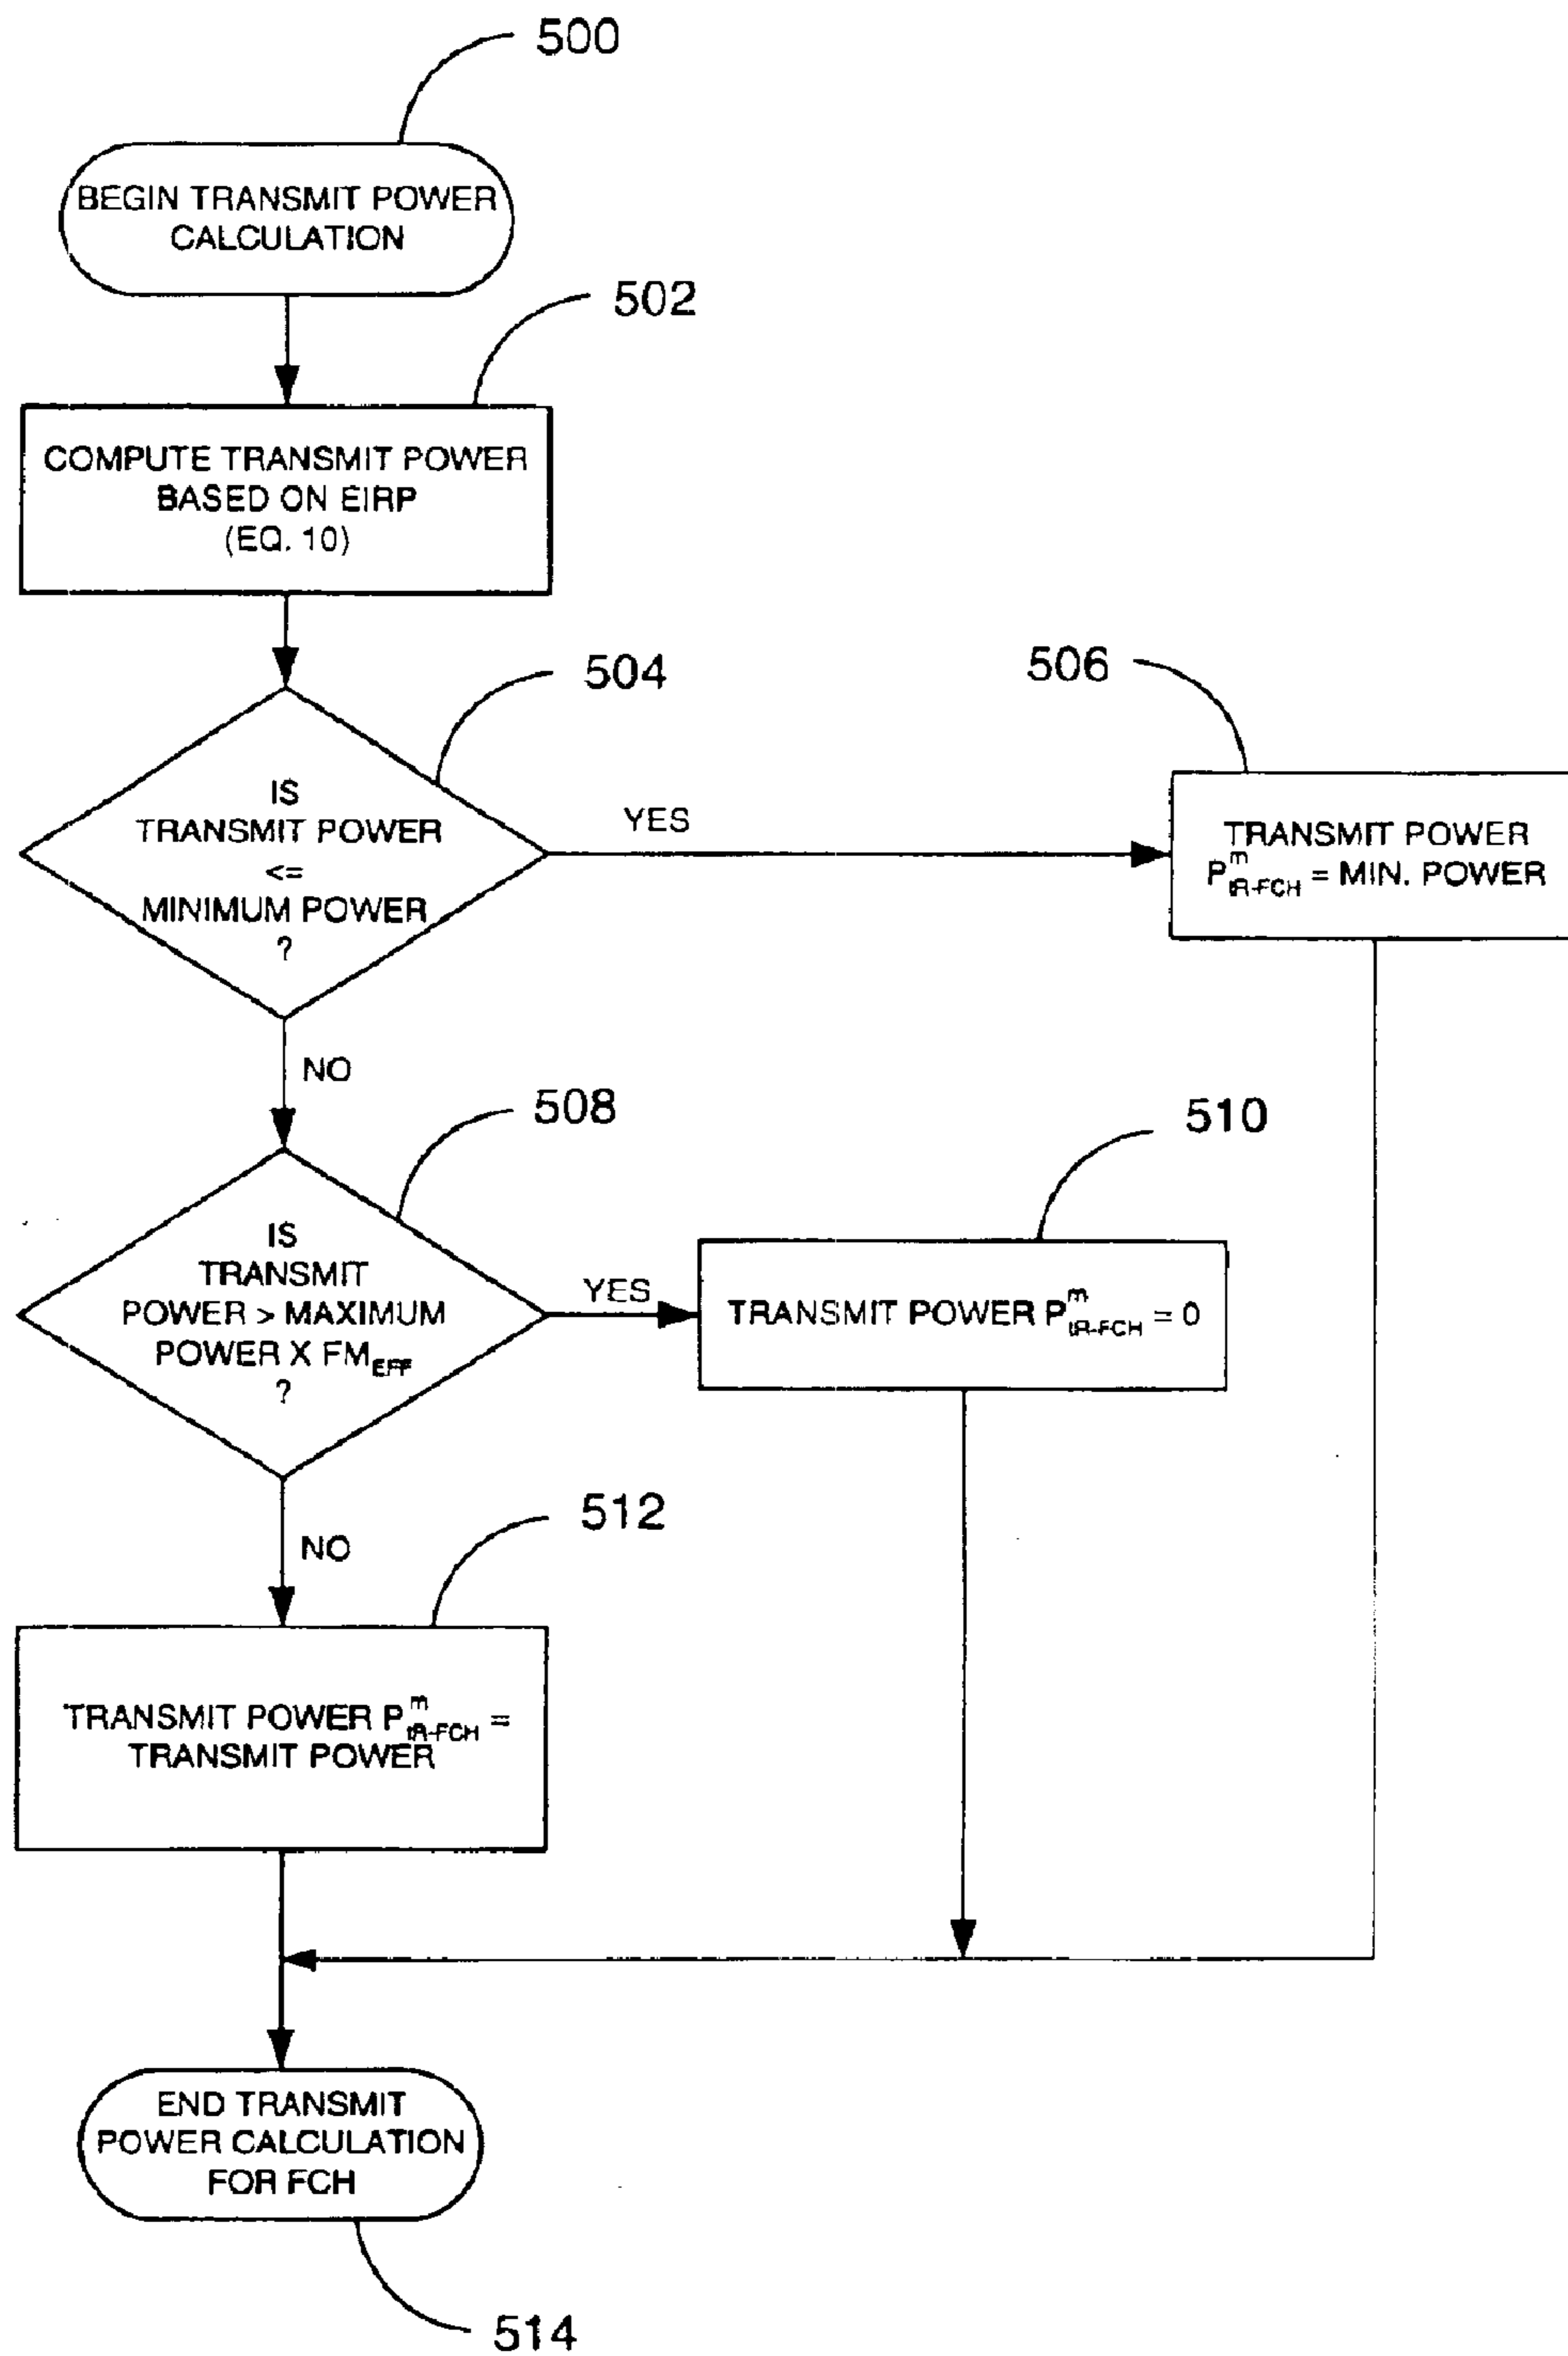 500
BEGIN TRANSMIT POWER
CALCULATION
502
COMPUTE TRANSMIT POWER
BASED ON EIRP
(EQ. 10)
504
IS
TRANSMIT POWER
<=
MINIMUM POWER
?
YES
506
TRANSMIT POWER
P^m_tR-FCH = MIN. POWER
NO
508
IS
TRANSMIT
POWER > MAXIMUM
POWER X FM_EFF
?
YES
510
TRANSMIT POWER P^m_tR-FCH = 0
NO
512
TRANSMIT POWER P^m_tR-FCH =
TRANSMIT POWER
END TRANSMIT
POWER CALCULATION
FOR FCH
514